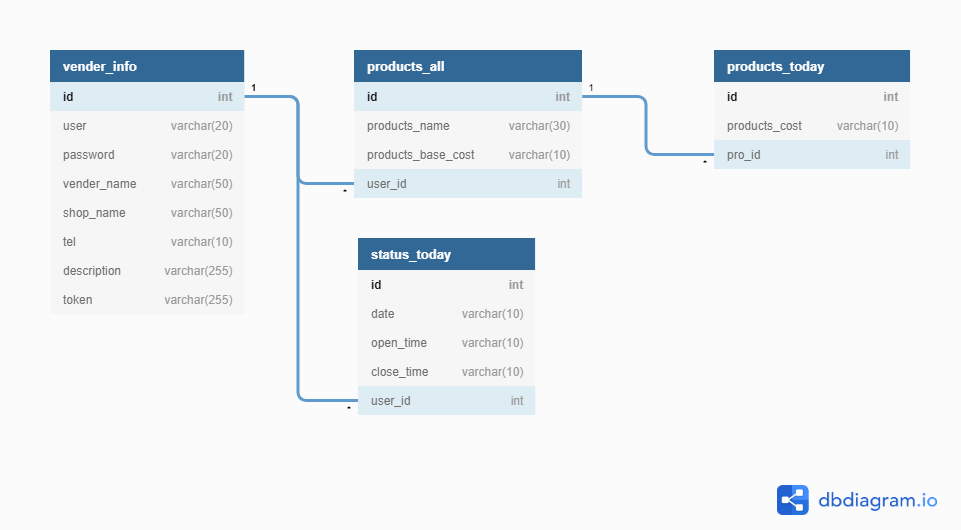 vender_info
id int
user varchar(20)
password varchar(20)
vender_name varchar(50)
shop_name varchar(50)
tel varchar(10)
description varchar(255)
token varchar(255)
1
products_all
id int
products_name varchar(30)
products_base_cost varchar(10)
user_id int
*
1
products_today
id int
products_cost varchar(10)
pro_id int
*
status_today
id int
date varchar(10)
open_time varchar(10)
close_time varchar(10)
user_id int
*
dbdiagram.io